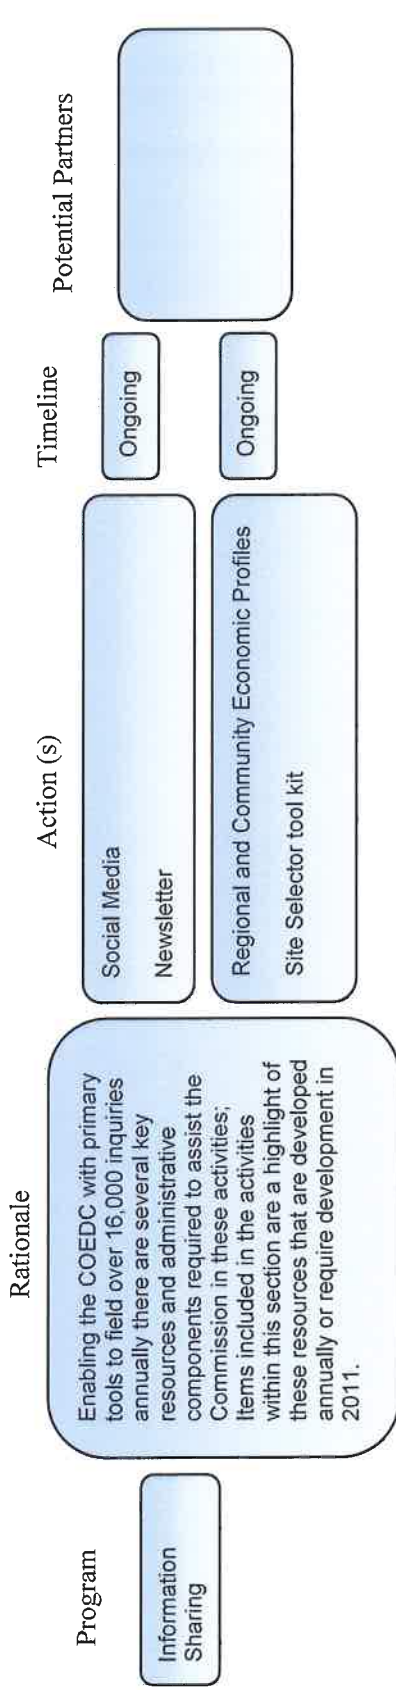 Program
Information
Sharing
Rationale
Enabling the COEDC with primary
tools to field over 16,000 inquiries
annually there are several key
resources and administrative
components required to assist the
Commission in these activities;
Items included in the activities
within this section are a highlight of
these resources that are developed
annually or require development in
2011.
Action (s)
Social Media
Newsletter
Regional and Community Economic Profiles
Site Selector tool kit
Timeline
Ongoing
Ongoing
Potential Partners